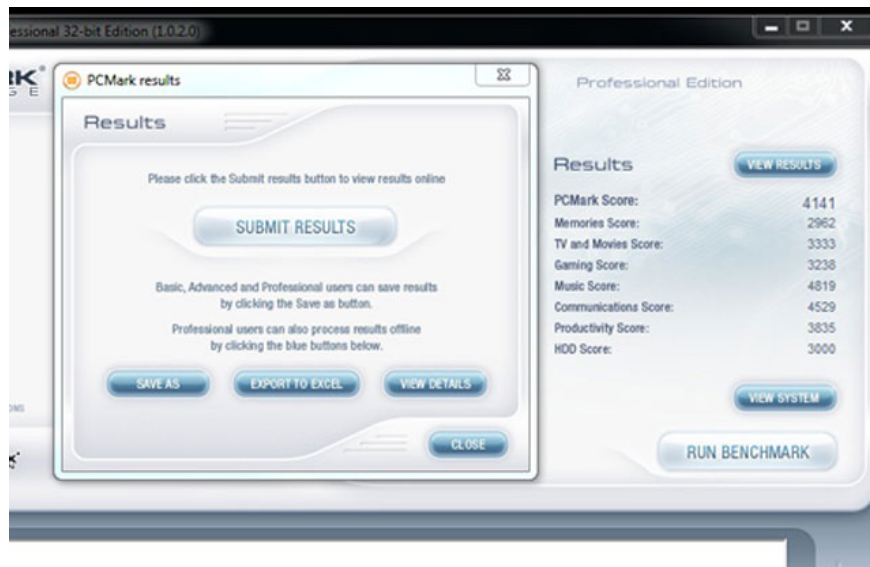 essional 32-bit Edition (1.0.2.0)
PCMark results
Results
Please click the Submit results button to view results online
SUBMIT RESULTS
Basic, Advanced and Professional users can save results
by clicking the Save as button.
Professional users can also process results offline
by clicking the blue buttons below.
SAVE AS
EXPORT TO EXCEL
VIEW DETAILS
CLOSE
Professional Edition
Results
VIEW RESULTS
PCMark Score: 4141
Memories Score: 2962
TV and Movies Score: 3333
Gaming Score: 3238
Music Score: 4819
Communications Score: 4529
Productivity Score: 3835
HDD Score: 3000
VIEW SYSTEM
RUN BENCHMARK